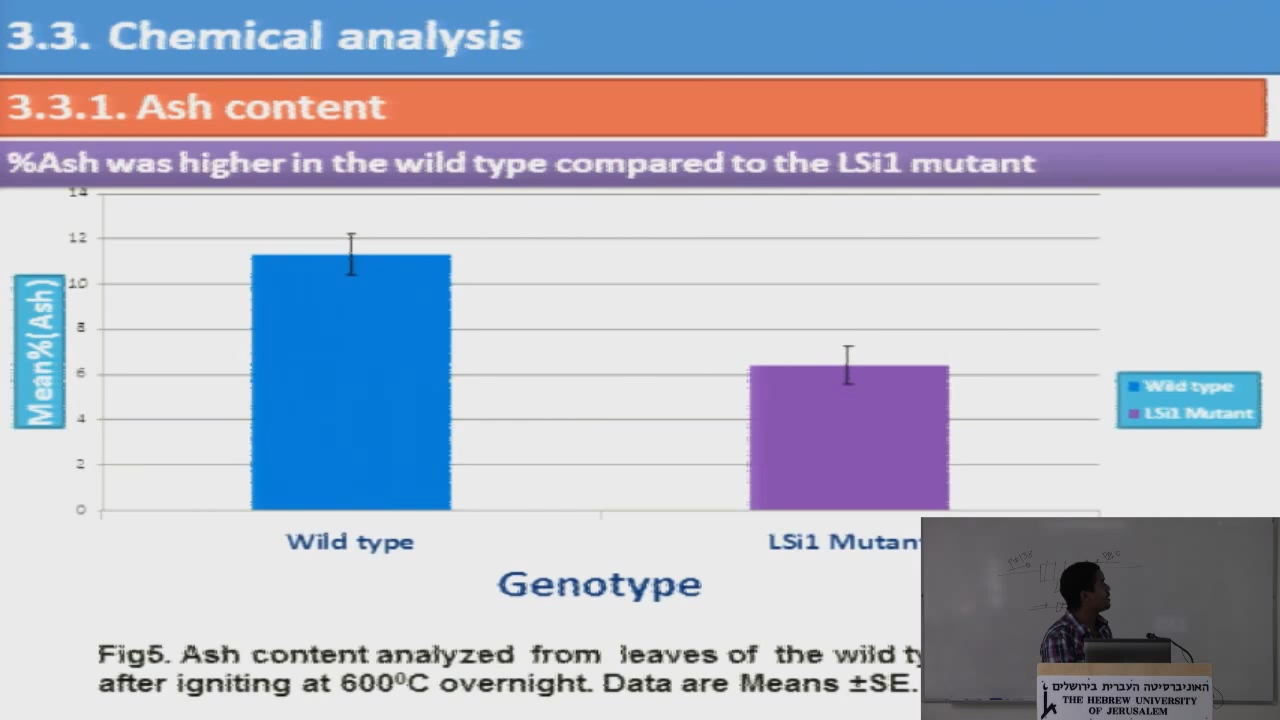 3.3. Chemical analysis
3.3.1. Ash content
%Ash was higher in the wild type compared to the LSi1 mutant
14
12
10
8
6
4
2
0
Mean%(Ash)
Wild type
LSi1 Mutant
Wild type
LSi1 Mutan
Genotype
Fig5. Ash content analyzed from leaves of the wild ty
after igniting at 600⁰C overnight. Data are Means ±SE.
האוניברסיטה העברית בירושלים
THE HEBREW UNIVERSITY
OF JERUSALEM